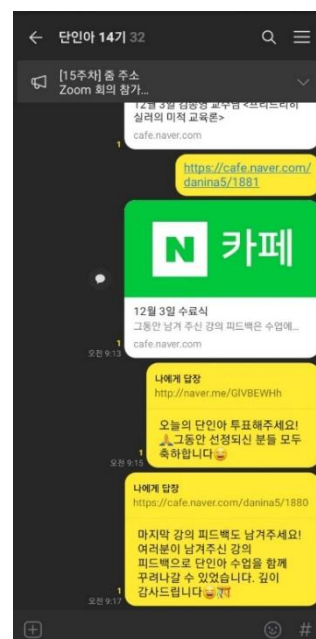 단인아 14기 32
[15주차] 줌 주소
Zoom 회의 참가...
12월 3일 김종영 교수님 <프리드리히
실러의 미적 교육론>
cafe.naver.com
1
https://cafe.naver.com/
danina5/1881
N 카페
12월 3일 수료식
그동안 남겨 주신 강의 피드백은 수업에...
cafe.naver.com
1
오전 9:13
나에게 답장
http://naver.me/GlVBEWHh
오늘의 단인아 투표해주세요!
🙏그동안 선정되신 분들 모두
축하합니다😂
1
오전 9:15
나에게 답장
https://cafe.naver.com/danina5/1880
마지막 강의 피드백도 남겨주세요!
여러분이 남겨주신 강의
피드백으로 단인아 수업을 함께
꾸려나갈 수 있었습니다. 깊이
감사드립니다
1
오전 9:17
#